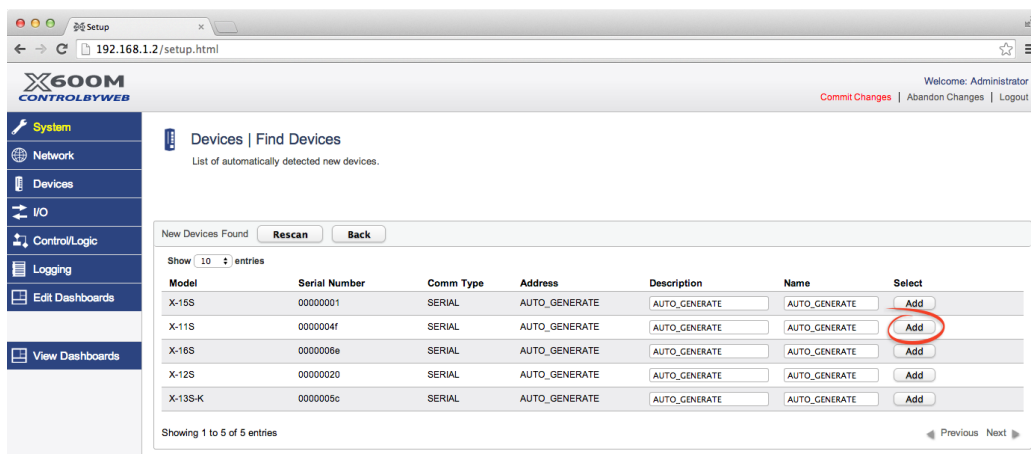 Setup
192.168.1.2/setup.html
X600M
CONTROLBYWEB
Welcome: Administrator
Commit Changes | Abandon Changes | Logout
System
Network
Devices
I/O
Control/Logic
Logging
Edit Dashboards
View Dashboards
Devices | Find Devices
List of automatically detected new devices.
New Devices Found Rescan Back
Show 10 entries
Model Serial Number Comm Type Address Description Name Select
X-15S 00000001 SERIAL AUTO_GENERATE AUTO_GENERATE AUTO_GENERATE Add
X-11S 0000004f SERIAL AUTO_GENERATE AUTO_GENERATE AUTO_GENERATE Add
X-16S 0000006e SERIAL AUTO_GENERATE AUTO_GENERATE AUTO_GENERATE Add
X-12S 00000020 SERIAL AUTO_GENERATE AUTO_GENERATE AUTO_GENERATE Add
X-13S-K 0000005c SERIAL AUTO_GENERATE AUTO_GENERATE AUTO_GENERATE Add
Showing 1 to 5 of 5 entries Previous Next